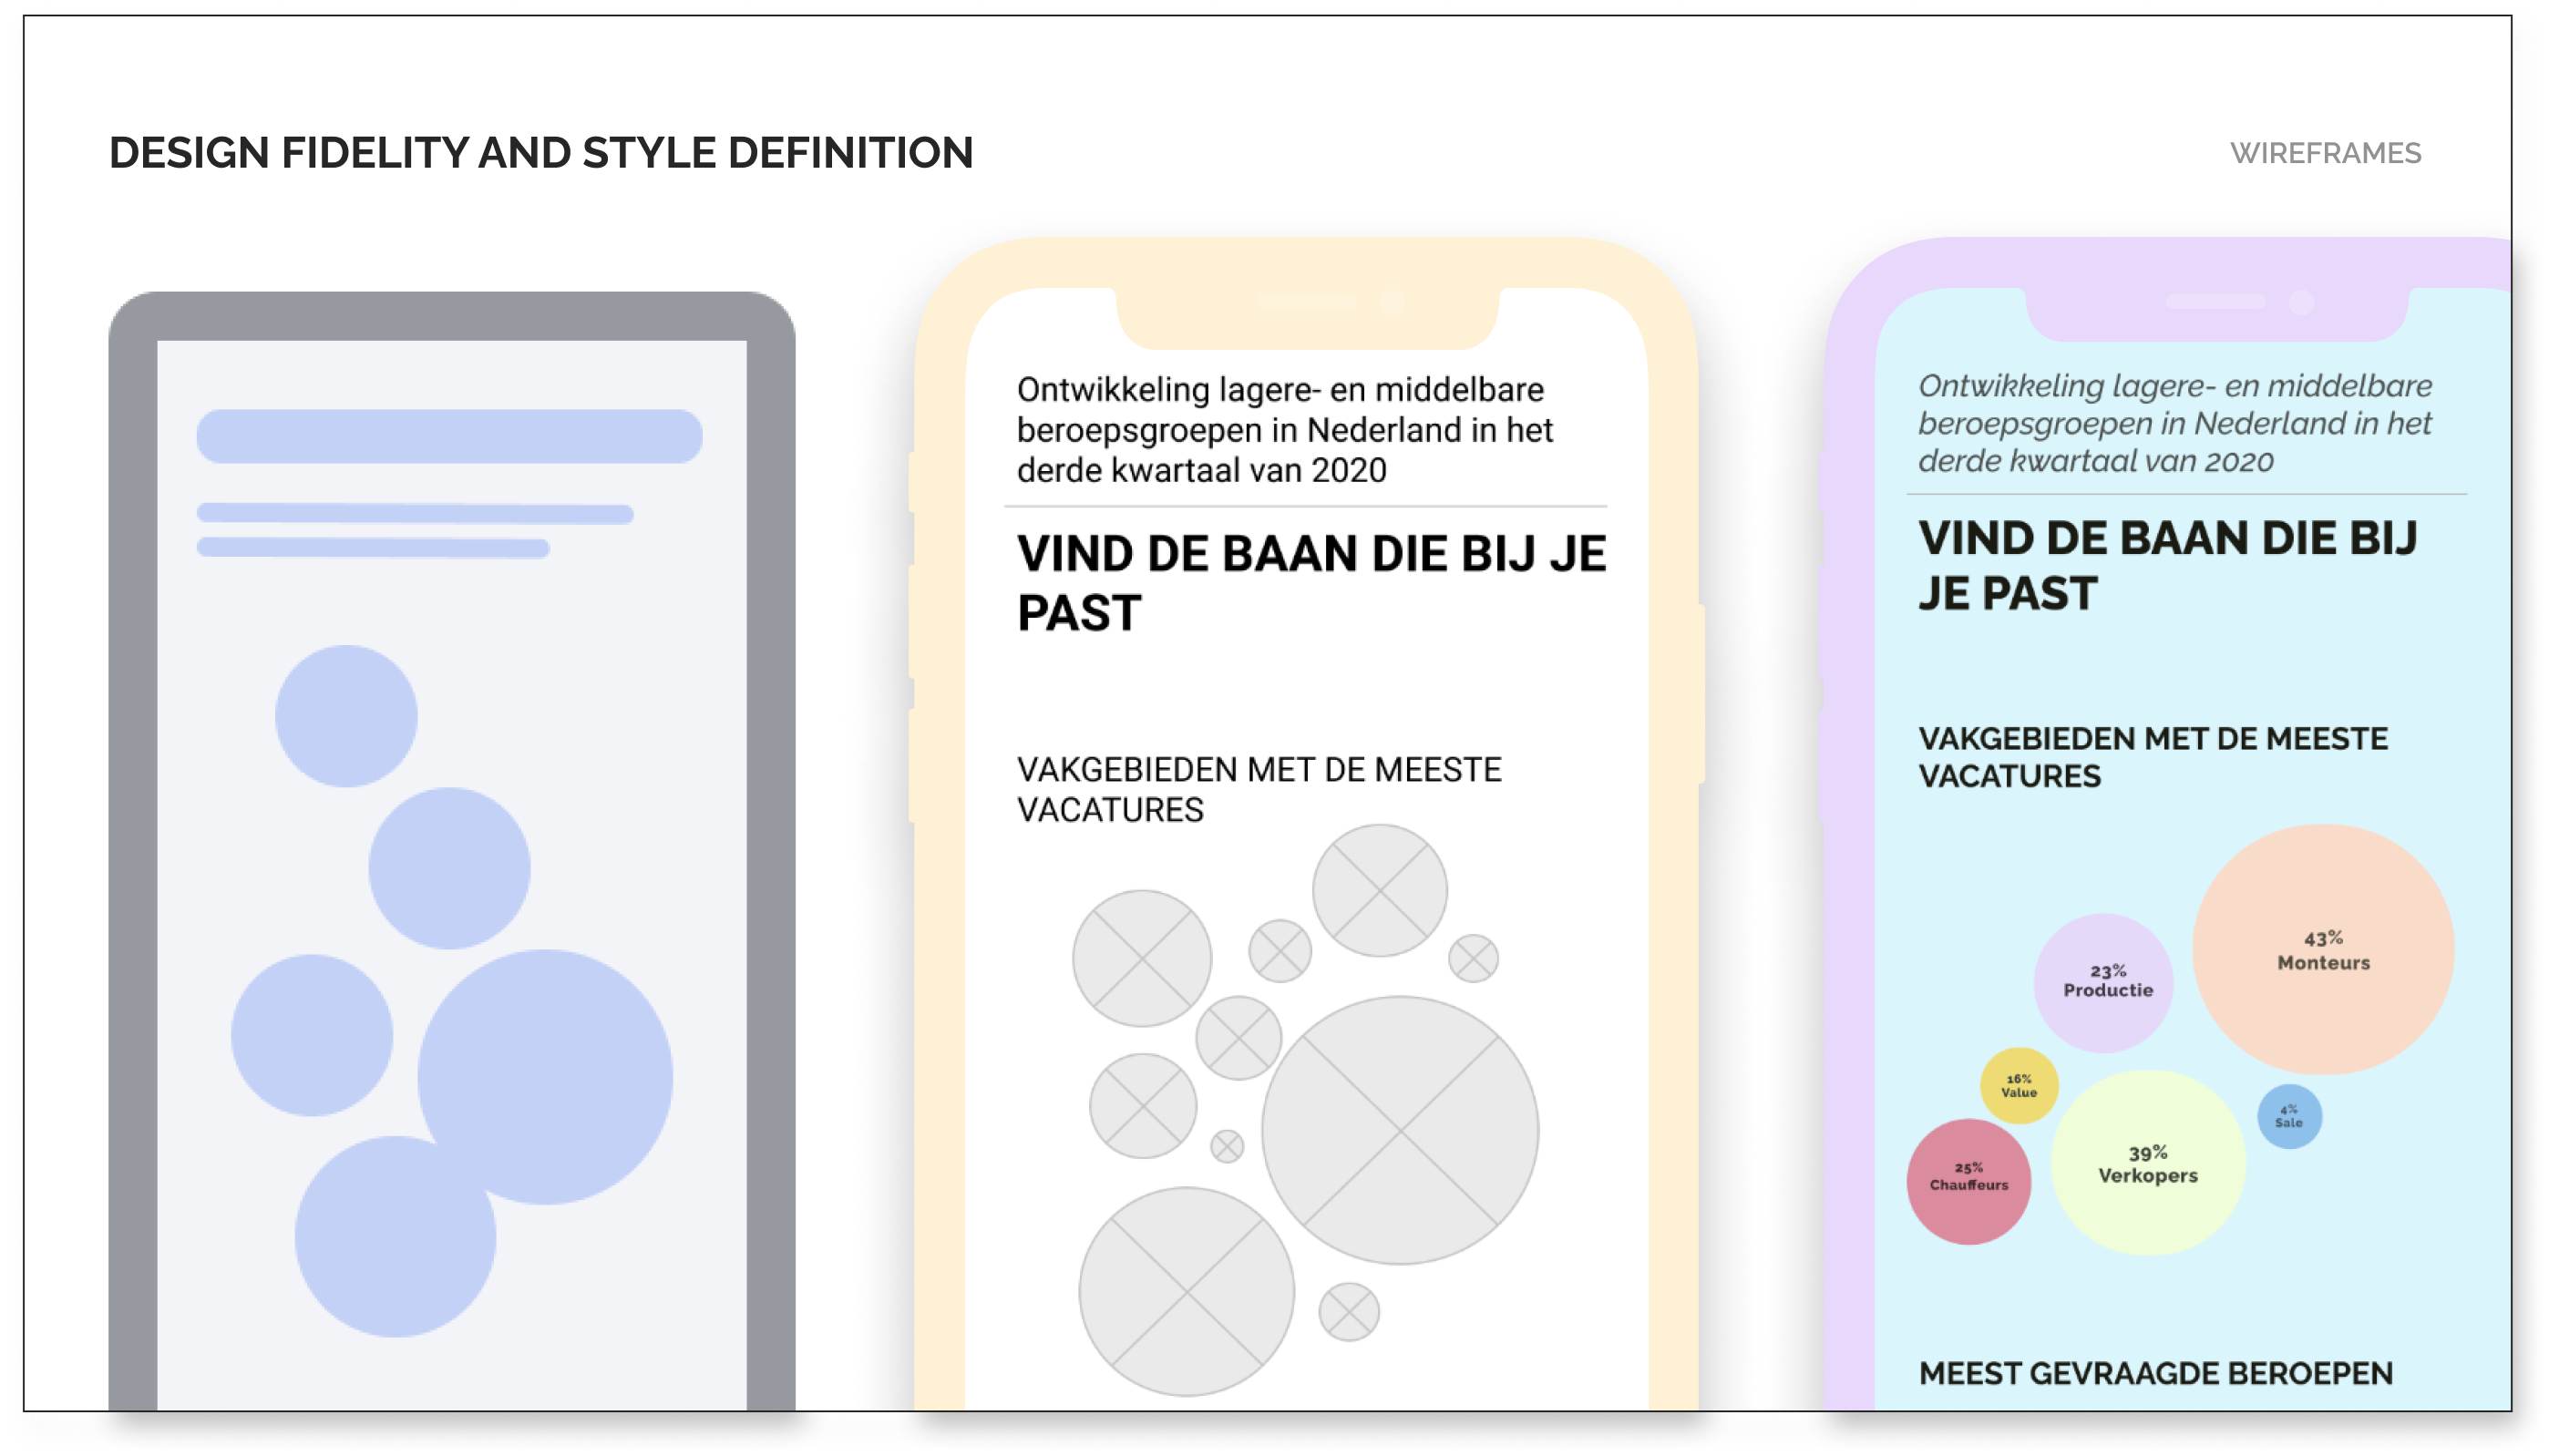 DESIGN FIDELITY AND STYLE DEFINITION
WIREFRAMES
Ontwikkeling lagere- en middelbare
beroepsgroepen in Nederland in het
derde kwartaal van 2020
VIND DE BAAN DIE BIJ JE
PAST
VAKGEBIEDEN MET DE MEESTE
VACATURES
Ontwikkeling lagere- en middelbare
beroepsgroepen in Nederland in het
derde kwartaal van 2020
VIND DE BAAN DIE BIJ
JE PAST
VAKGEBIEDEN MET DE MEESTE
VACATURES
43%
Monteurs
23%
Productie
16%
Value
4%
Sale
39%
Verkopers
25%
Chauffeurs
MEEST GEVRAAGDE BEROEPEN